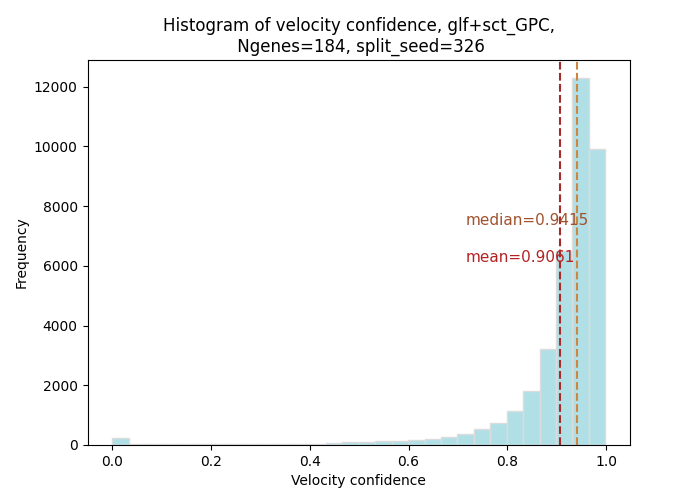 Histogram of velocity confidence, glf+sct_GPC,
Ngenes=184, split_seed=326
12000
10000
8000
6000
4000
2000
0
Frequency
median=0.9415
mean=0.9061
0.0 0.2 0.4 0.6 0.8 1.0
Velocity confidence